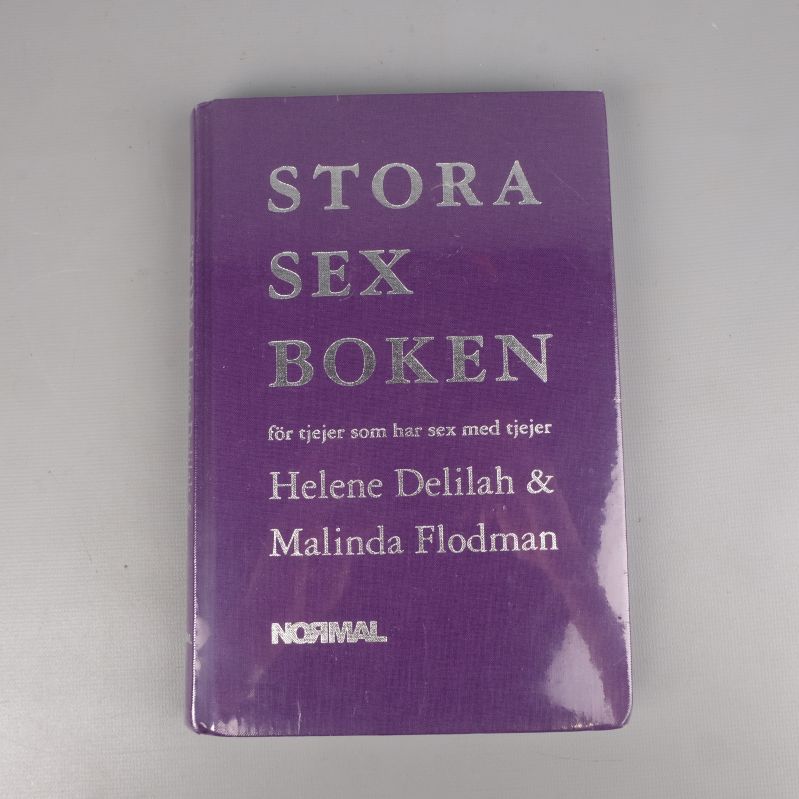 STORA
SEX
BOKEN
för tjejer som har sex med tjejer
Helene Delilah &
Malinda Flodman
NORMAL